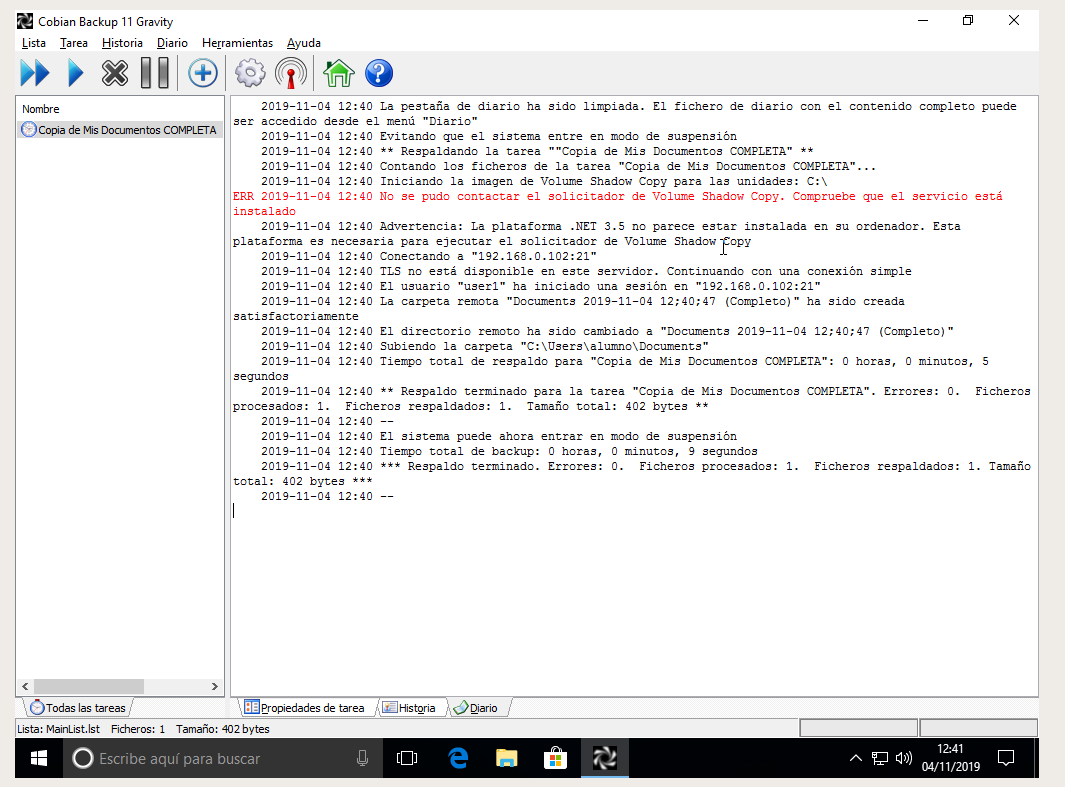 Cobian Backup 11 Gravity
Lista Tarea Historia Diario Herramientas Ayuda
Nombre
Copia de Mis Documentos COMPLETA
2019-11-04 12:40 La pestaña de diario ha sido limpiada. El fichero de diario con el contenido completo puede
ser accedido desde el menú "Diario"
2019-11-04 12:40 Evitando que el sistema entre en modo de suspensión
2019-11-04 12:40 ** Respaldando la tarea ""Copia de Mis Documentos COMPLETA" **
2019-11-04 12:40 Contando los ficheros de la tarea "Copia de Mis Documentos COMPLETA"...
2019-11-04 12:40 Iniciando la imagen de Volume Shadow Copy para las unidades: C:\
ERR 2019-11-04 12:40 No se pudo contactar el solicitador de Volume Shadow Copy. Compruebe que el servicio está
instalado
2019-11-04 12:40 Advertencia: La plataforma .NET 3.5 no parece estar instalada en su ordenador. Esta
plataforma es necesaria para ejecutar el solicitador de Volume Shadow Copy
2019-11-04 12:40 Conectando a "192.168.0.102:21"
2019-11-04 12:40 TLS no está disponible en este servidor. Continuando con una conexión simple
2019-11-04 12:40 El usuario "user1" ha iniciado una sesión en "192.168.0.102:21"
2019-11-04 12:40 La carpeta remota "Documents 2019-11-04 12;40;47 (Completo)" ha sido creada
satisfactoriamente
2019-11-04 12:40 El directorio remoto ha sido cambiado a "Documents 2019-11-04 12;40;47 (Completo)"
2019-11-04 12:40 Subiendo la carpeta "C:\Users\alumno\Documents"
2019-11-04 12:40 Tiempo total de respaldo para "Copia de Mis Documentos COMPLETA": 0 horas, 0 minutos, 5
segundos
2019-11-04 12:40 ** Respaldo terminado para la tarea "Copia de Mis Documentos COMPLETA". Errores: 0.  Ficheros
procesados: 1.  Ficheros respaldados: 1.  Tamaño total: 402 bytes **
2019-11-04 12:40 --
2019-11-04 12:40 El sistema puede ahora entrar en modo de suspensión
2019-11-04 12:40 Tiempo total de backup: 0 horas, 0 minutos, 9 segundos
2019-11-04 12:40 *** Respaldo terminado. Errores: 0.  Ficheros procesados: 1.  Ficheros respaldados: 1. Tamaño
total: 402 bytes ***
2019-11-04 12:40 --
Todas las tareas
Propiedades de tarea Historia Diario
Lista: MainList.lst Ficheros: 1 Tamaño: 402 bytes
Escribe aquí para buscar
12:41
04/11/2019